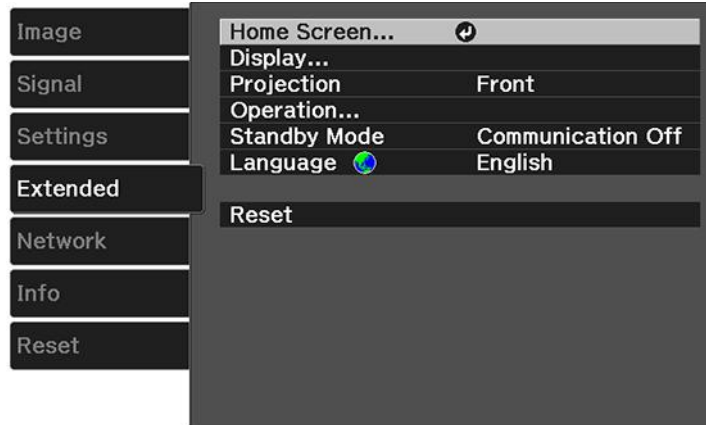 Image
Signal
Settings
Extended
Network
Info
Reset
Home Screen...
Display...
Projection Front
Operation...
Standby Mode Communication Off
Language English
Reset